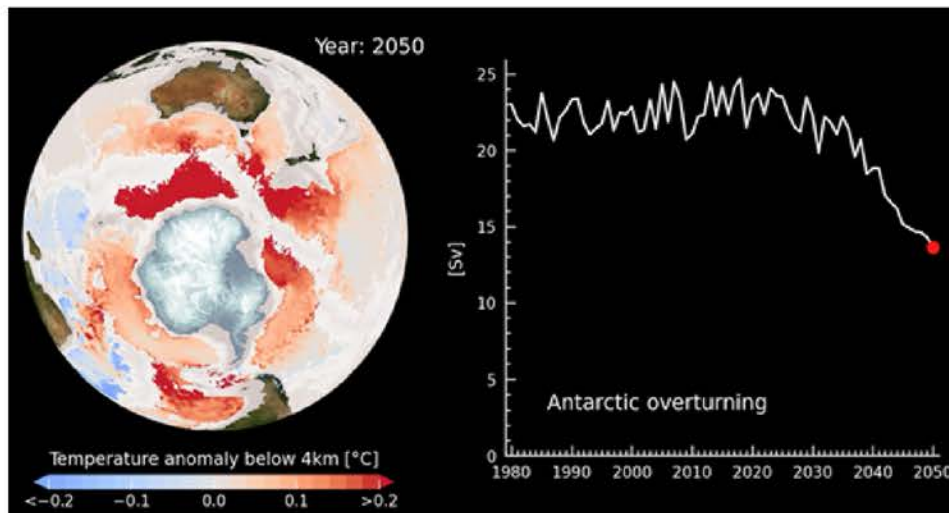 Year: 2050
Temperature anomaly below 4km [°C]
<−0.2 −0.1 0.0 0.1 >0.2
25
20
15
10
5
0
[Sv]
Antarctic overturning
1980 1990 2000 2010 2020 2030 2040 2050